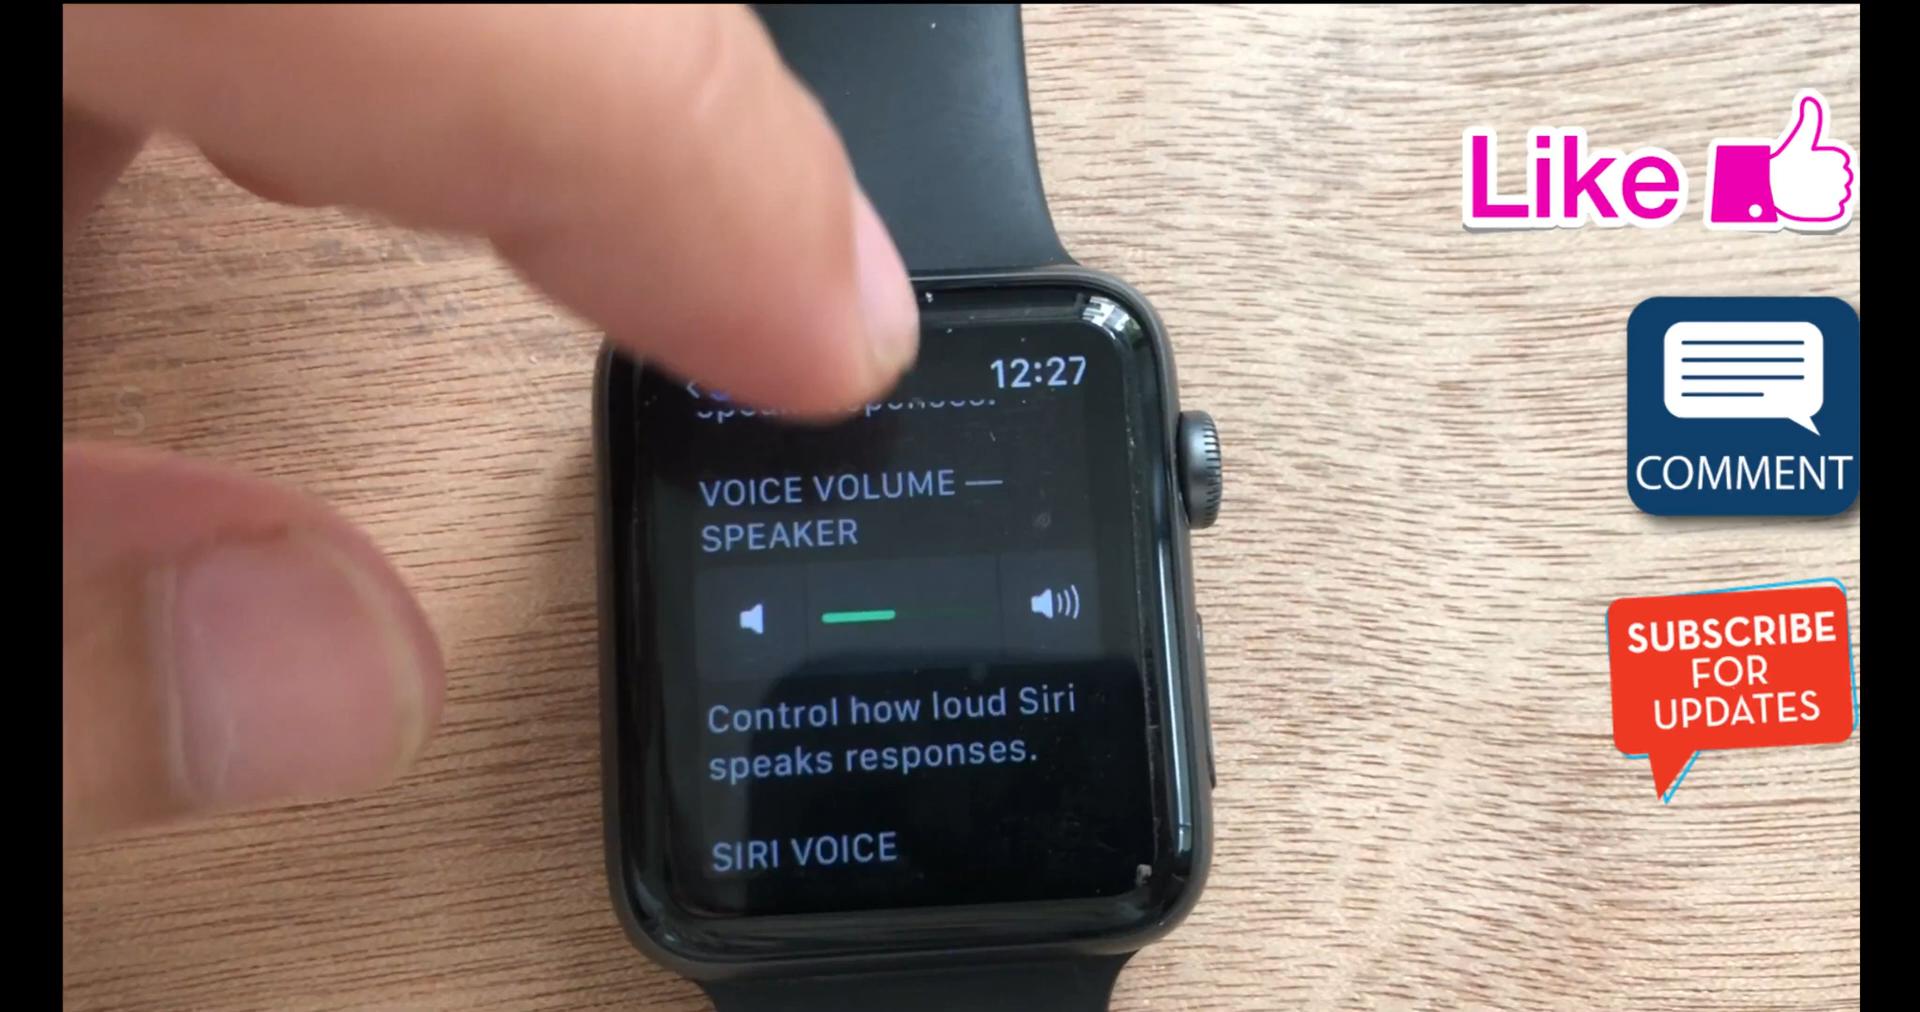 12:27
VOICE VOLUME —
SPEAKER
Control how loud Siri
speaks responses.
SIRI VOICE
Like
COMMENT
SUBSCRIBE
FOR
UPDATES
S